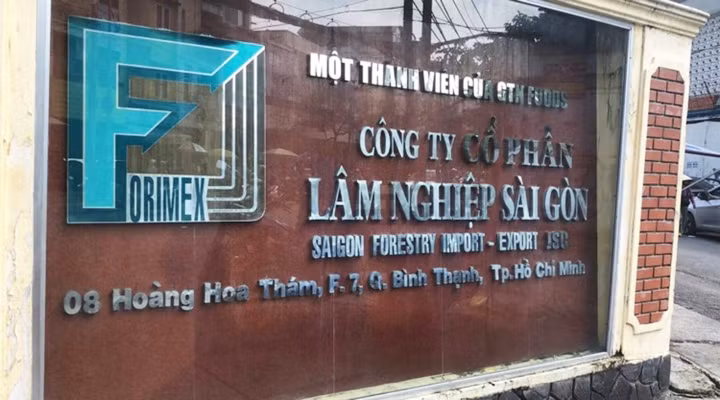 FORIMEX
MỘT THÀNH VIÊN CỦA GTN FOODS
CÔNG TY CỔ PHẦN
LÂM NGHIỆP SÀI GÒN
SAIGON FORESTRY IMPORT - EXPORT JSC
08 Hoàng Hoa Thám, F. 7, Q. Bình Thạnh, Tp. Hồ Chí Minh